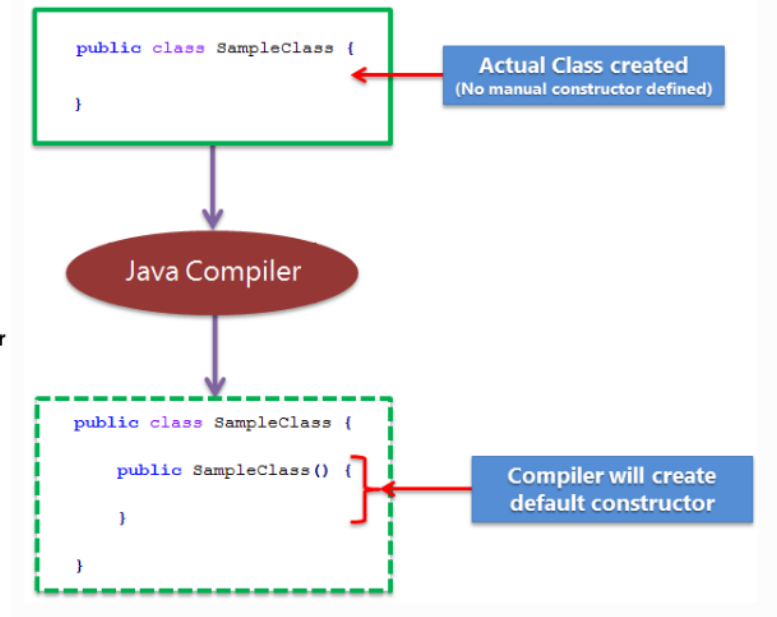 public class SampleClass {
}
Actual Class created
(No manual constructor defined)
Java Compiler
r
public class SampleClass {
public SampleClass() {
}
}
Compiler will create
default constructor